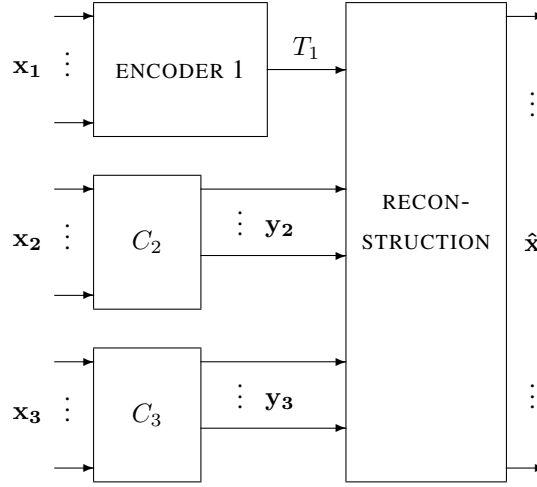 x₁ ⋮ ENCODER 1 T₁ ⋮
x₂ ⋮ C₂ ⋮ y₂ RECON-
STRUCTION x̂
x₃ ⋮ C₃ ⋮ y₃ ⋮